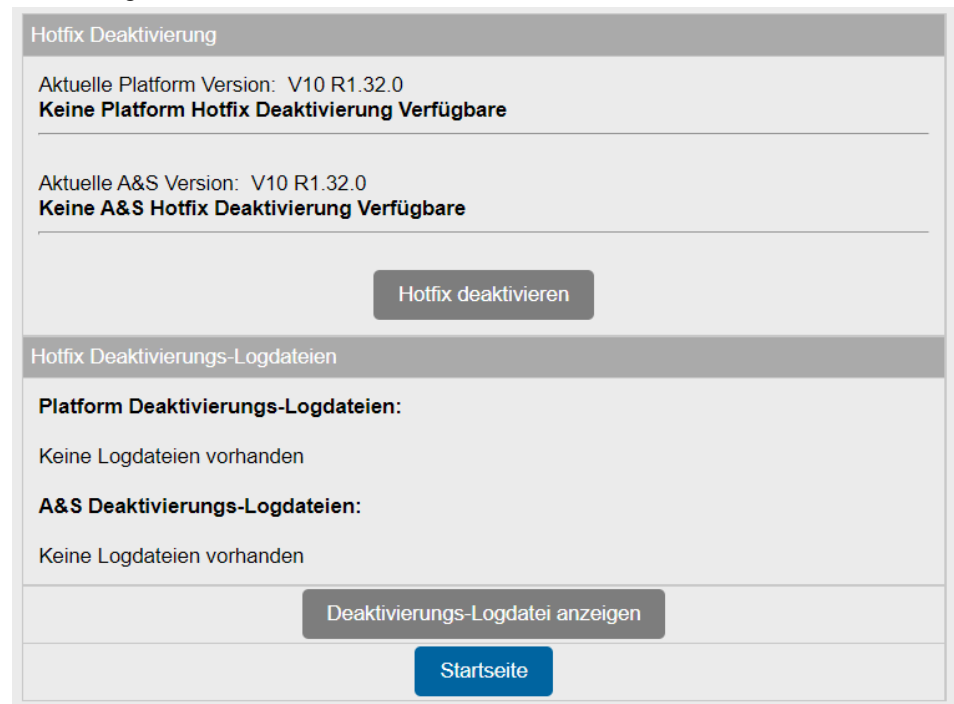 Hotfix Deaktivierung
Aktuelle Platform Version: V10 R1.32.0
Keine Platform Hotfix Deaktivierung Verfügbare
Aktuelle A&S Version: V10 R1.32.0
Keine A&S Hotfix Deaktivierung Verfügbare
Hotfix deaktivieren
Hotfix Deaktivierungs-Logdateien
Platform Deaktivierungs-Logdateien:
Keine Logdateien vorhanden
A&S Deaktivierungs-Logdateien:
Keine Logdateien vorhanden
Deaktivierungs-Logdatei anzeigen
Startseite